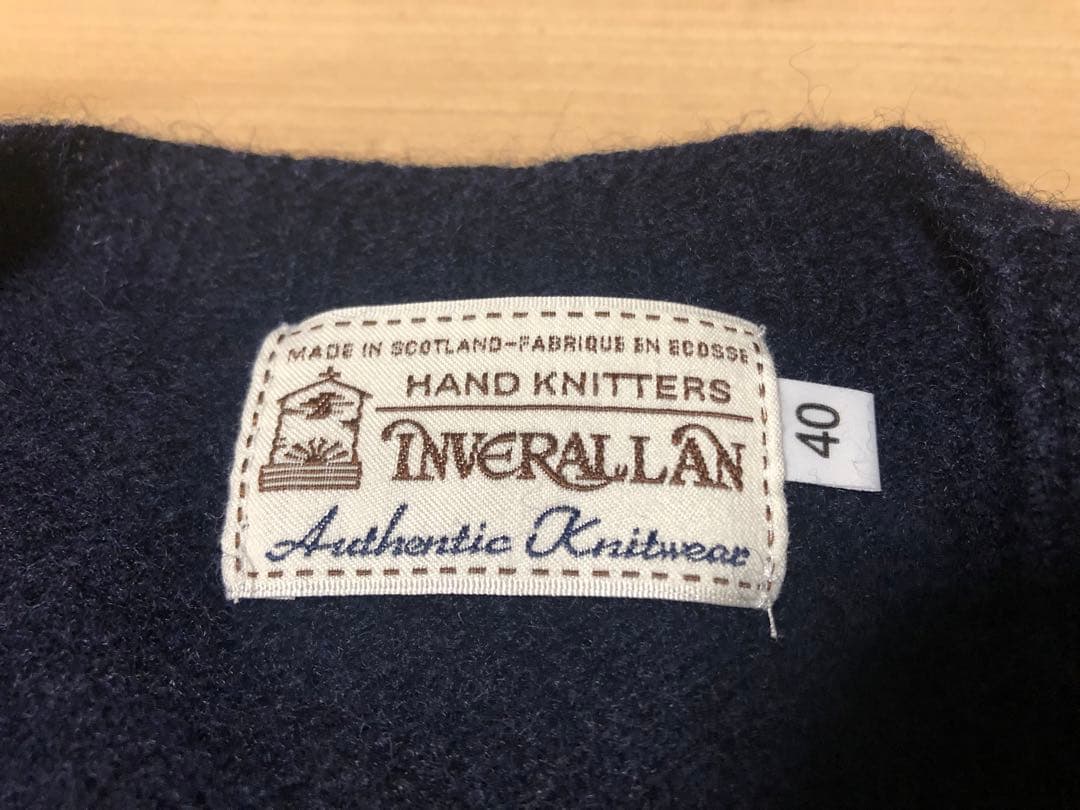 MADE IN SCOTLAND-FABRIQUE EN ECOSSE
HAND KNITTERS
INVERALLAN
Authentic Knitwear
40